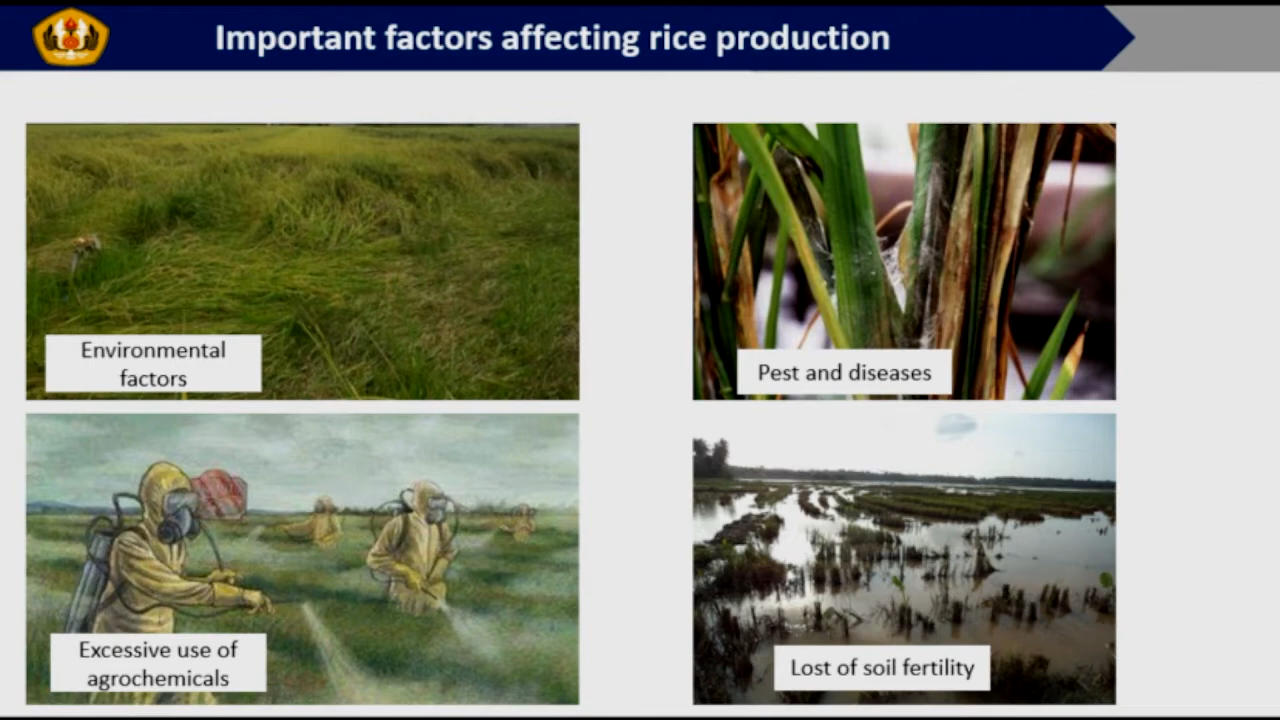 Important factors affecting rice production
Environmental
factors
Pest and diseases
Excessive use of
agrochemicals
Lost of soil fertility